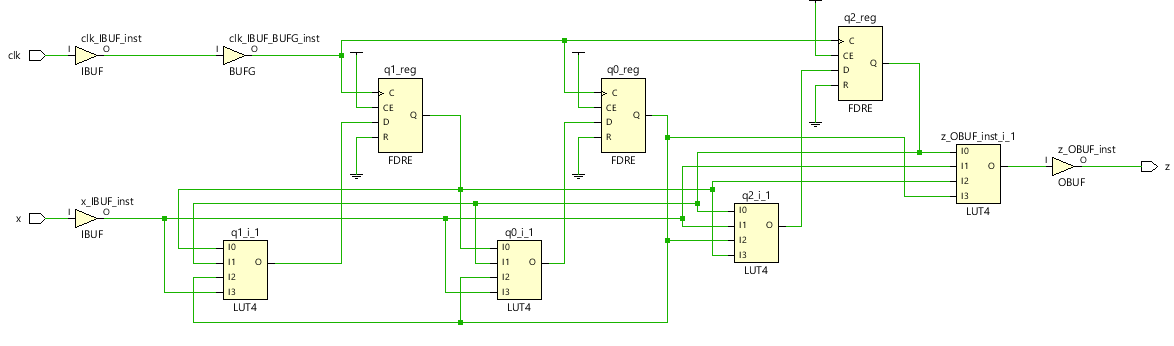 q2_reg
clk_IBUF_inst
clk_IBUF_BUFG_inst
clk
I
O
I
O
C
CE
D
R
Q
IBUF
BUFG
FDRE
q1_reg
q0_reg
C
CE
D
R
Q
C
CE
D
R
Q
FDRE
FDRE
z_OBUF_inst_i_1
I0
I1
I2
I3
O
LUT4
z_OBUF_inst
I
O
z
OBUF
x_IBUF_inst
x
I
O
IBUF
q2_i_1
I0
I1
I2
I3
O
LUT4
q1_i_1
I0
I1
I2
I3
O
LUT4
q0_i_1
I0
I1
I2
I3
O
LUT4